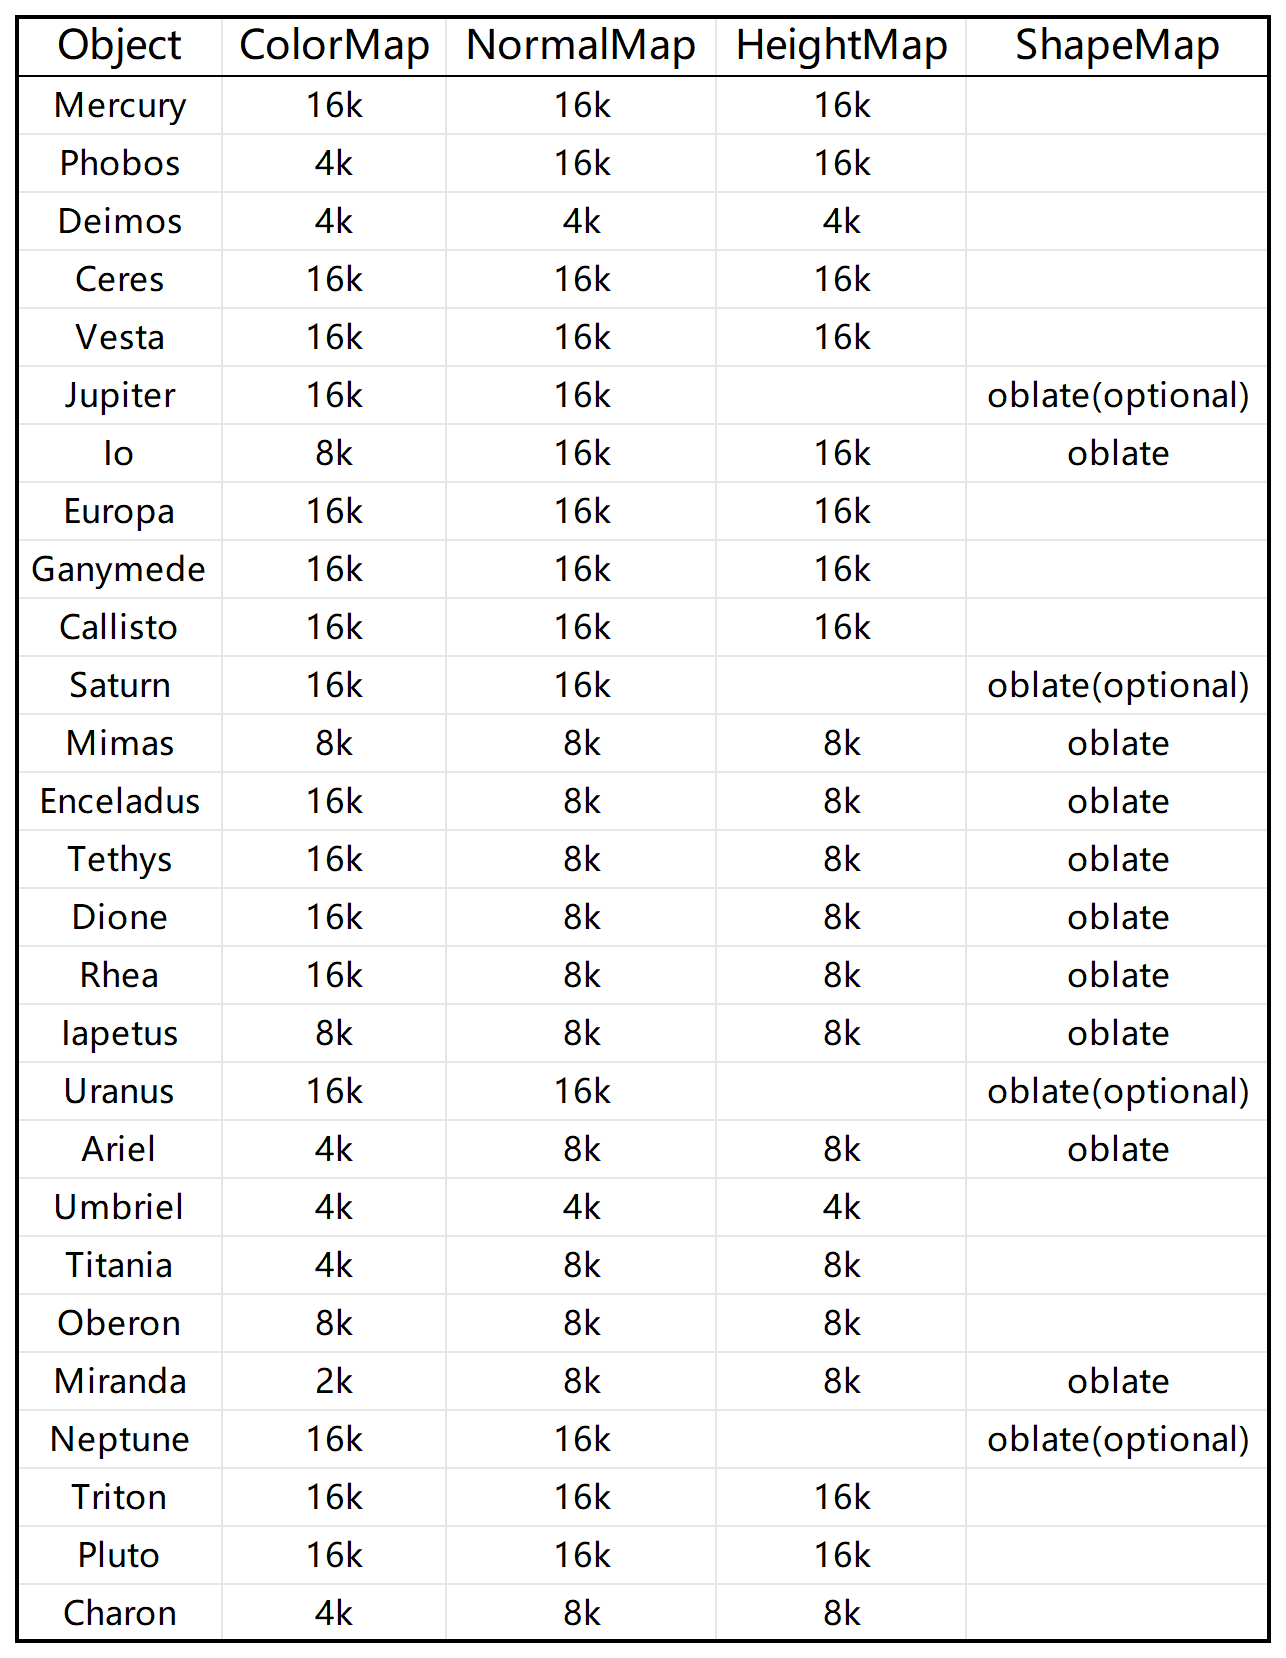 Object ColorMap NormalMap HeightMap ShapeMap
Mercury 16k 16k 16k
Phobos 4k 16k 16k
Deimos 4k 4k 4k
Ceres 16k 16k 16k
Vesta 16k 16k 16k
Jupiter 16k 16k oblate(optional)
Io 8k 16k 16k oblate
Europa 16k 16k 16k
Ganymede 16k 16k 16k
Callisto 16k 16k 16k
Saturn 16k 16k oblate(optional)
Mimas 8k 8k 8k oblate
Enceladus 16k 8k 8k oblate
Tethys 16k 8k 8k oblate
Dione 16k 8k 8k oblate
Rhea 16k 8k 8k oblate
Iapetus 8k 8k 8k oblate
Uranus 16k 16k oblate(optional)
Ariel 4k 8k 8k oblate
Umbriel 4k 4k 4k
Titania 4k 8k 8k
Oberon 8k 8k 8k
Miranda 2k 8k 8k oblate
Neptune 16k 16k oblate(optional)
Triton 16k 16k 16k
Pluto 16k 16k 16k
Charon 4k 8k 8k